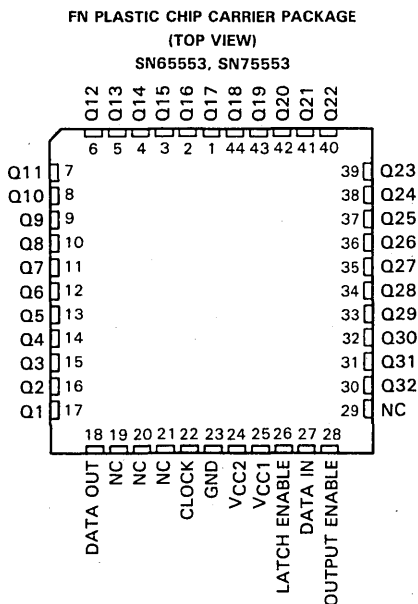 FN PLASTIC CHIP CARRIER PACKAGE
(TOP VIEW)
SN65553, SN75553
Q12 Q13 Q14 Q15 Q16 Q17 Q18 Q19 Q20 Q21 Q22
6 5 4 3 2 1 44 43 42 41 40
Q11 7 39 Q23
Q10 8 38 Q24
Q9 9 37 Q25
Q8 10 36 Q26
Q7 11 35 Q27
Q6 12 34 Q28
Q5 13 33 Q29
Q4 14 32 Q30
Q3 15 31 Q31
Q2 16 30 Q32
Q1 17 29 NC
18 19 20 21 22 23 24 25 26 27 28
DATA OUT
NC
NC
NC
CLOCK
GND
VCC2
VCC1
LATCH ENABLE
DATA IN
OUTPUT ENABLE